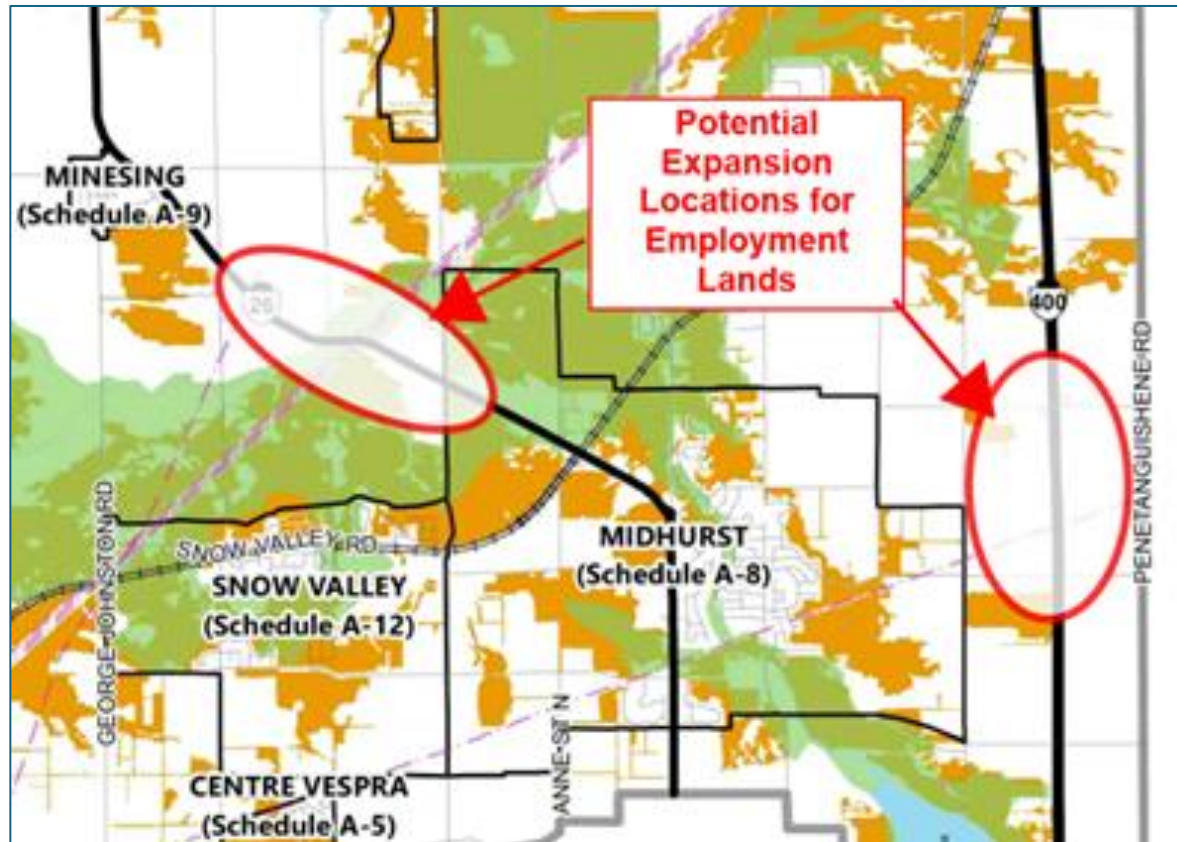 Potential
Expansion
Locations for
Employment
Lands
MINESING
(Schedule A-9)
26
400
PENETANGUISHENE RD
GEORGE JOHNSTON RD
SNOW VALLEY RD
SNOW VALLEY
(Schedule A-12)
MIDHURST
(Schedule A-8)
ANNE ST N
CENTRE VESPRA
(Schedule A-5)